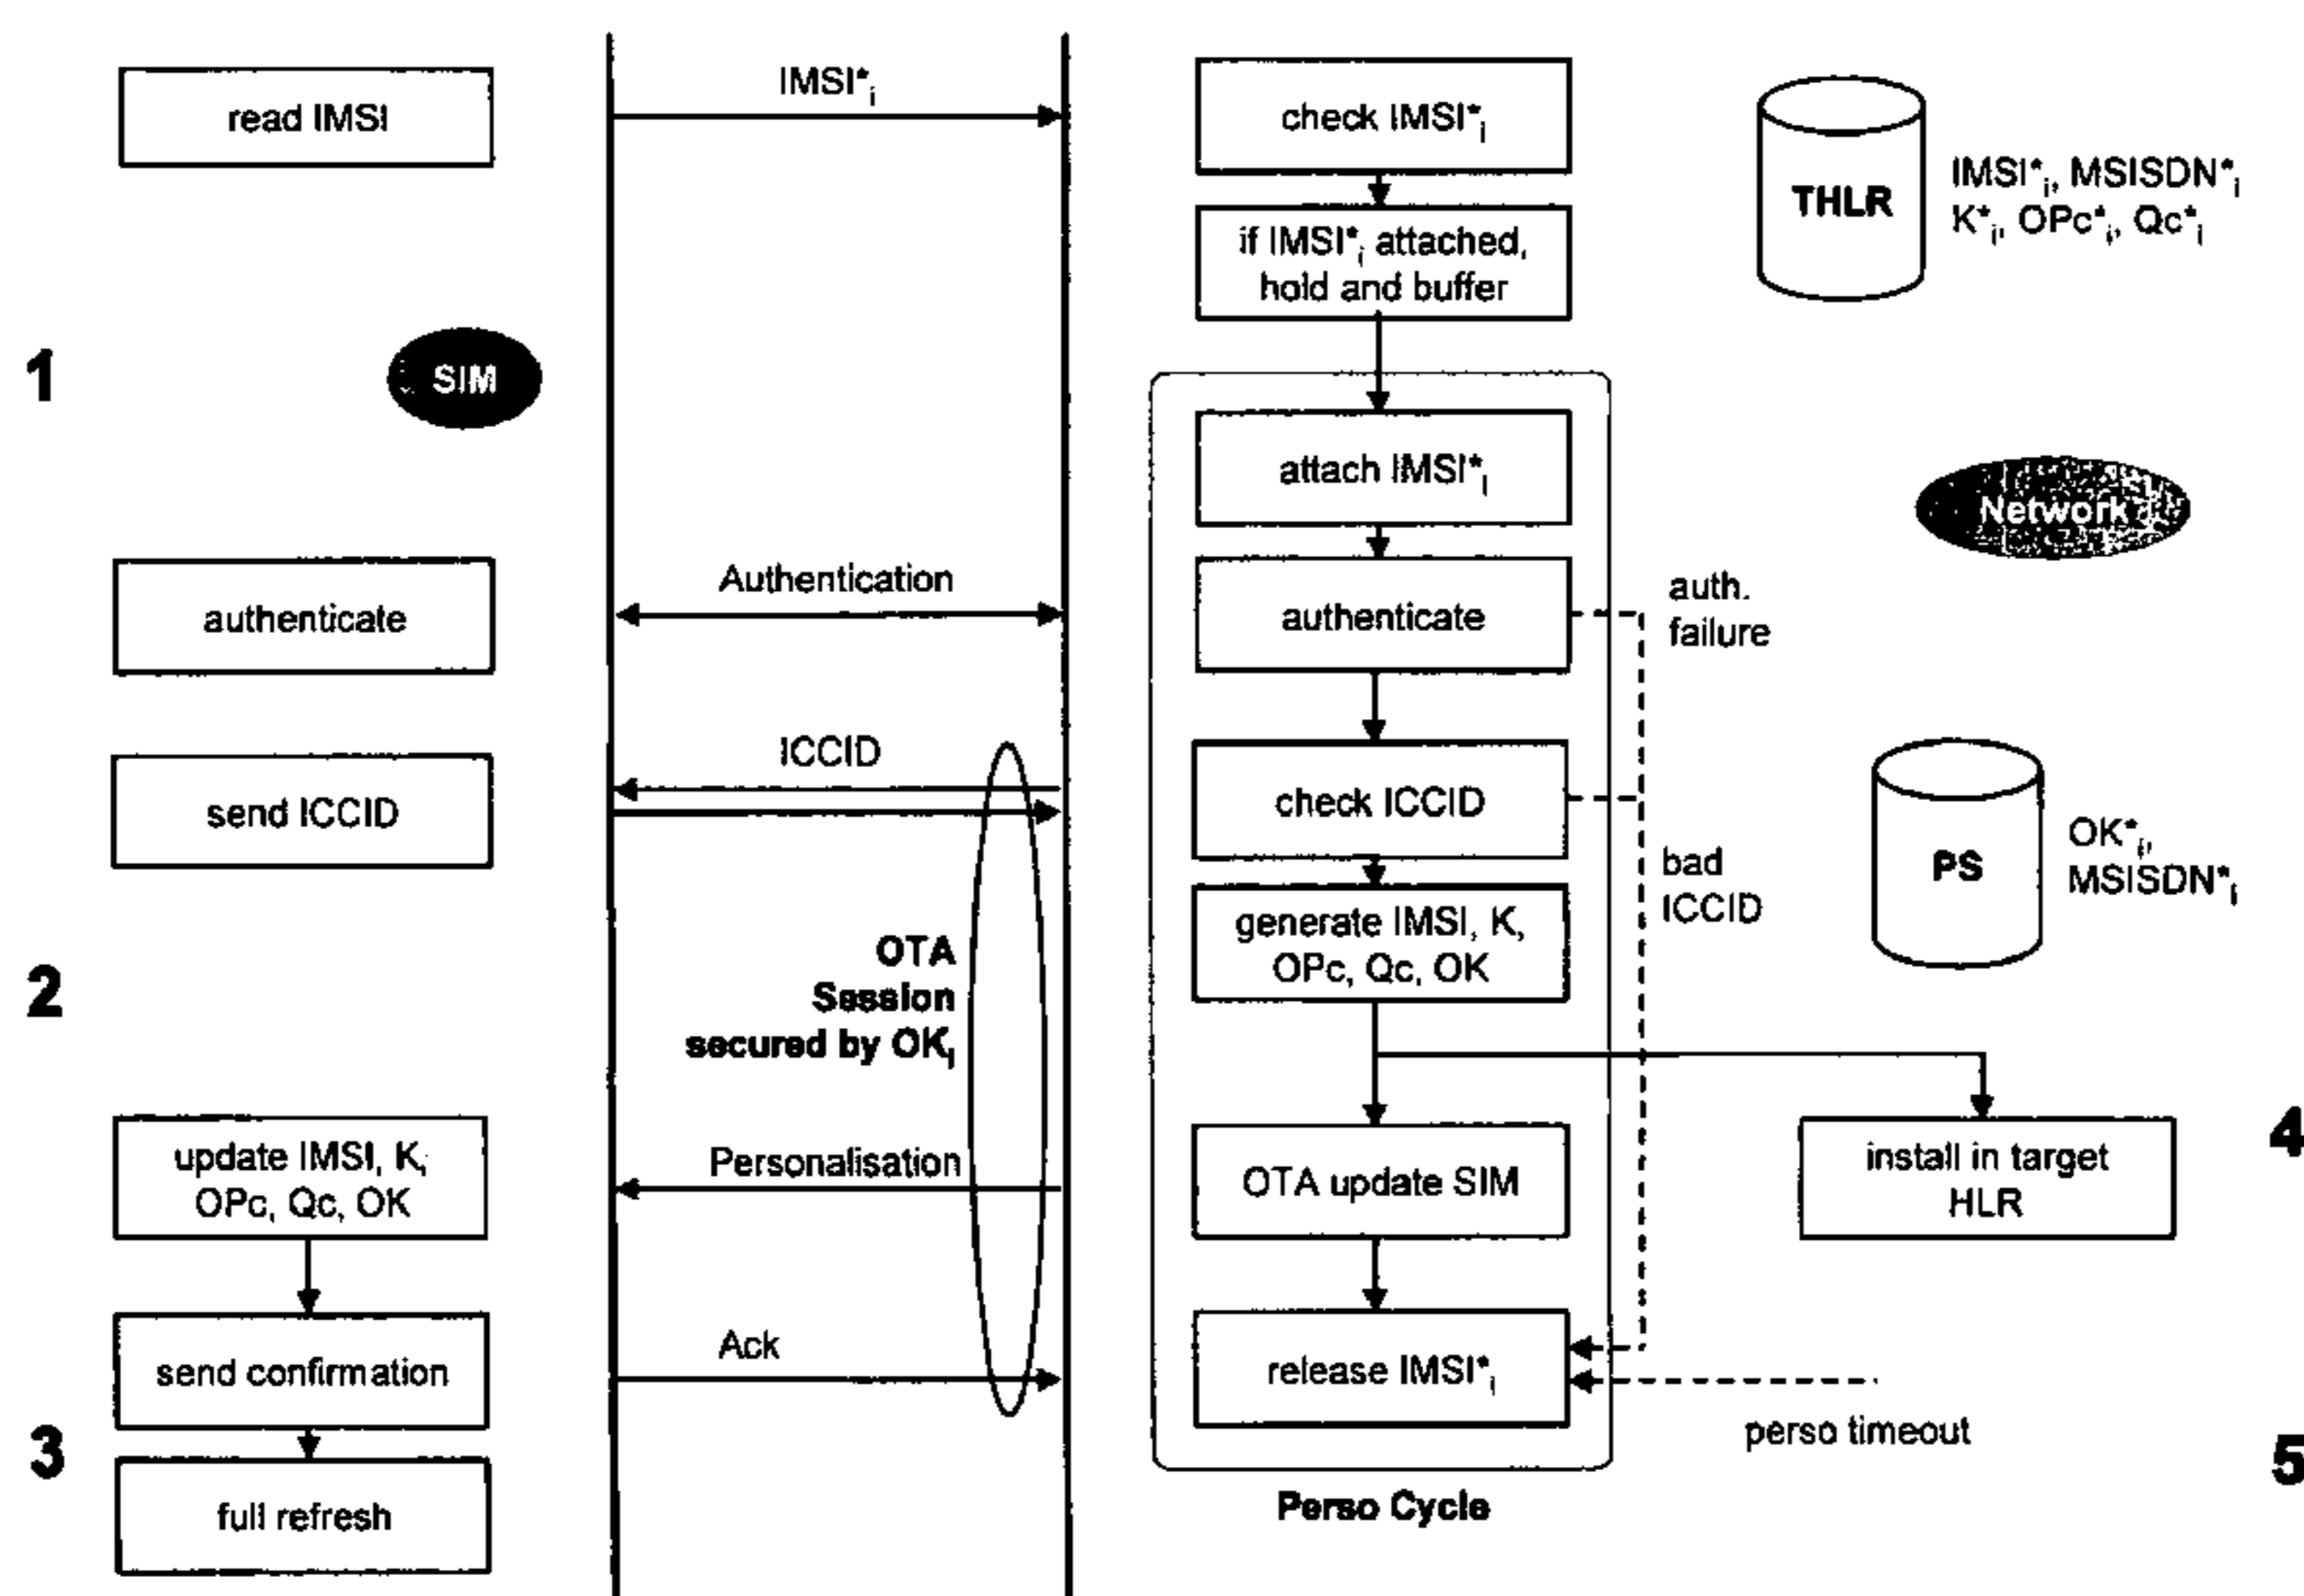 read IMSI
IMSI*i
check IMSI*i
if IMSI*i attached,
hold and buffer
THLR
IMSI*i, MSISDN*i
K*i, OPc*i, Qc*i
1
SIM
attach IMSI*i
Network
authenticate
Authentication
authenticate
auth.
failure
send ICCID
ICCID
check ICCID
bad
ICCID
PS
OK*i,
MSISDN*i
generate IMSI, K,
OPc, Qc, OK
2
OTA
Session
secured by OKi
update IMSI, K,
OPc, Qc, OK
Personalisation
OTA update SIM
install in target
HLR
4
send confirmation
Ack
release IMSI*i
perso timeout
3
5
full refresh
Perso Cycle